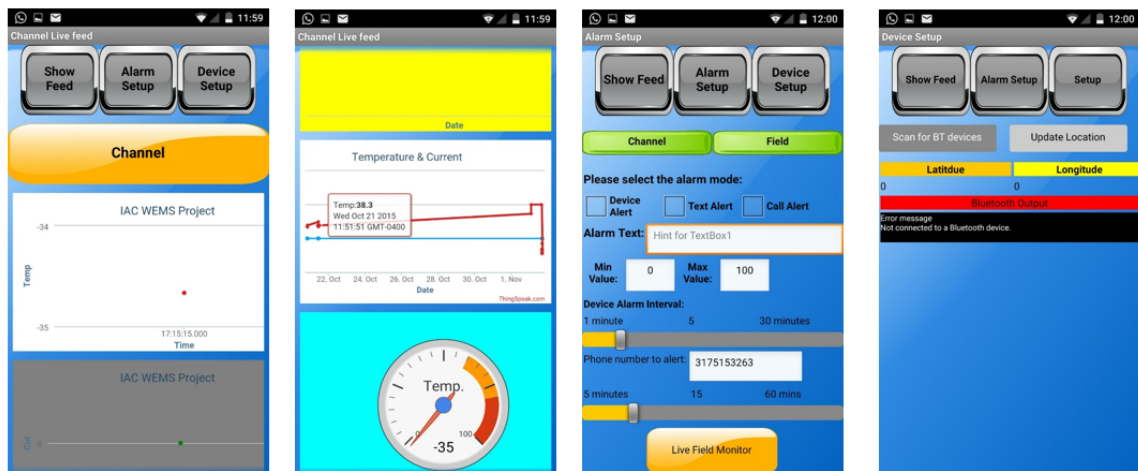 11:59
Channel Live feed
Show Feed
Alarm Setup
Device Setup
Channel
IAC WEMS Project
-34
Temp
-35
17:15:15.000
Time
IAC WEMS Project
Cur
0
11:59
Channel Live feed
Date
Temperature & Current
Temp:38.3
Wed Oct 21 2015
11:51:51 GMT-0400
22. Oct 24. Oct 26. Oct 28. Oct 30. Oct 1. Nov
Date
ThingSpeak.com
Temp.
0 100
-35
12:00
Alarm Setup
Show Feed
Alarm Setup
Device Setup
Channel Field
Please select the alarm mode:
Device Alert
Text Alert
Call Alert
Alarm Text: Hint for TextBox1
Min Value: 0
Max Value: 100
Device Alarm Interval:
1 minute 5 30 minutes
Phone number to alert: 3175153263
5 minutes 15 60 mins
Live Field Monitor
12:00
Device Setup
Show Feed Alarm Setup Setup
Scan for BT devices Update Location
Latitdue Longitude
0 0
Bluetooth Output
Error message
Not connected to a Bluetooth device.